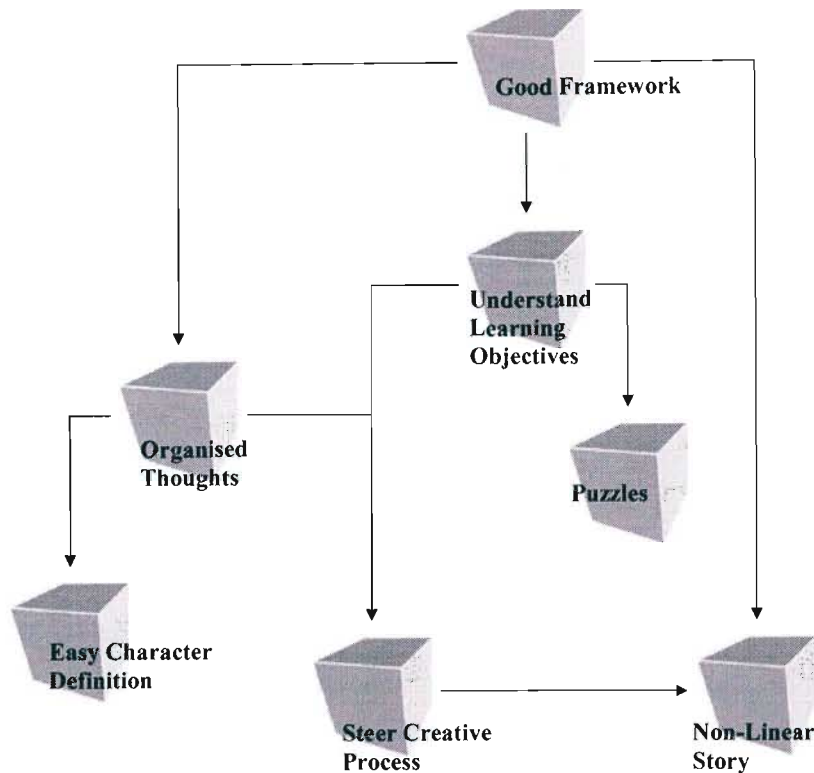 Good Framework
Understand
Learning
Objectives
Organised
Thoughts
Puzzles
Easy Character
Definition
Steer Creative
Process
Non-Linear
Story